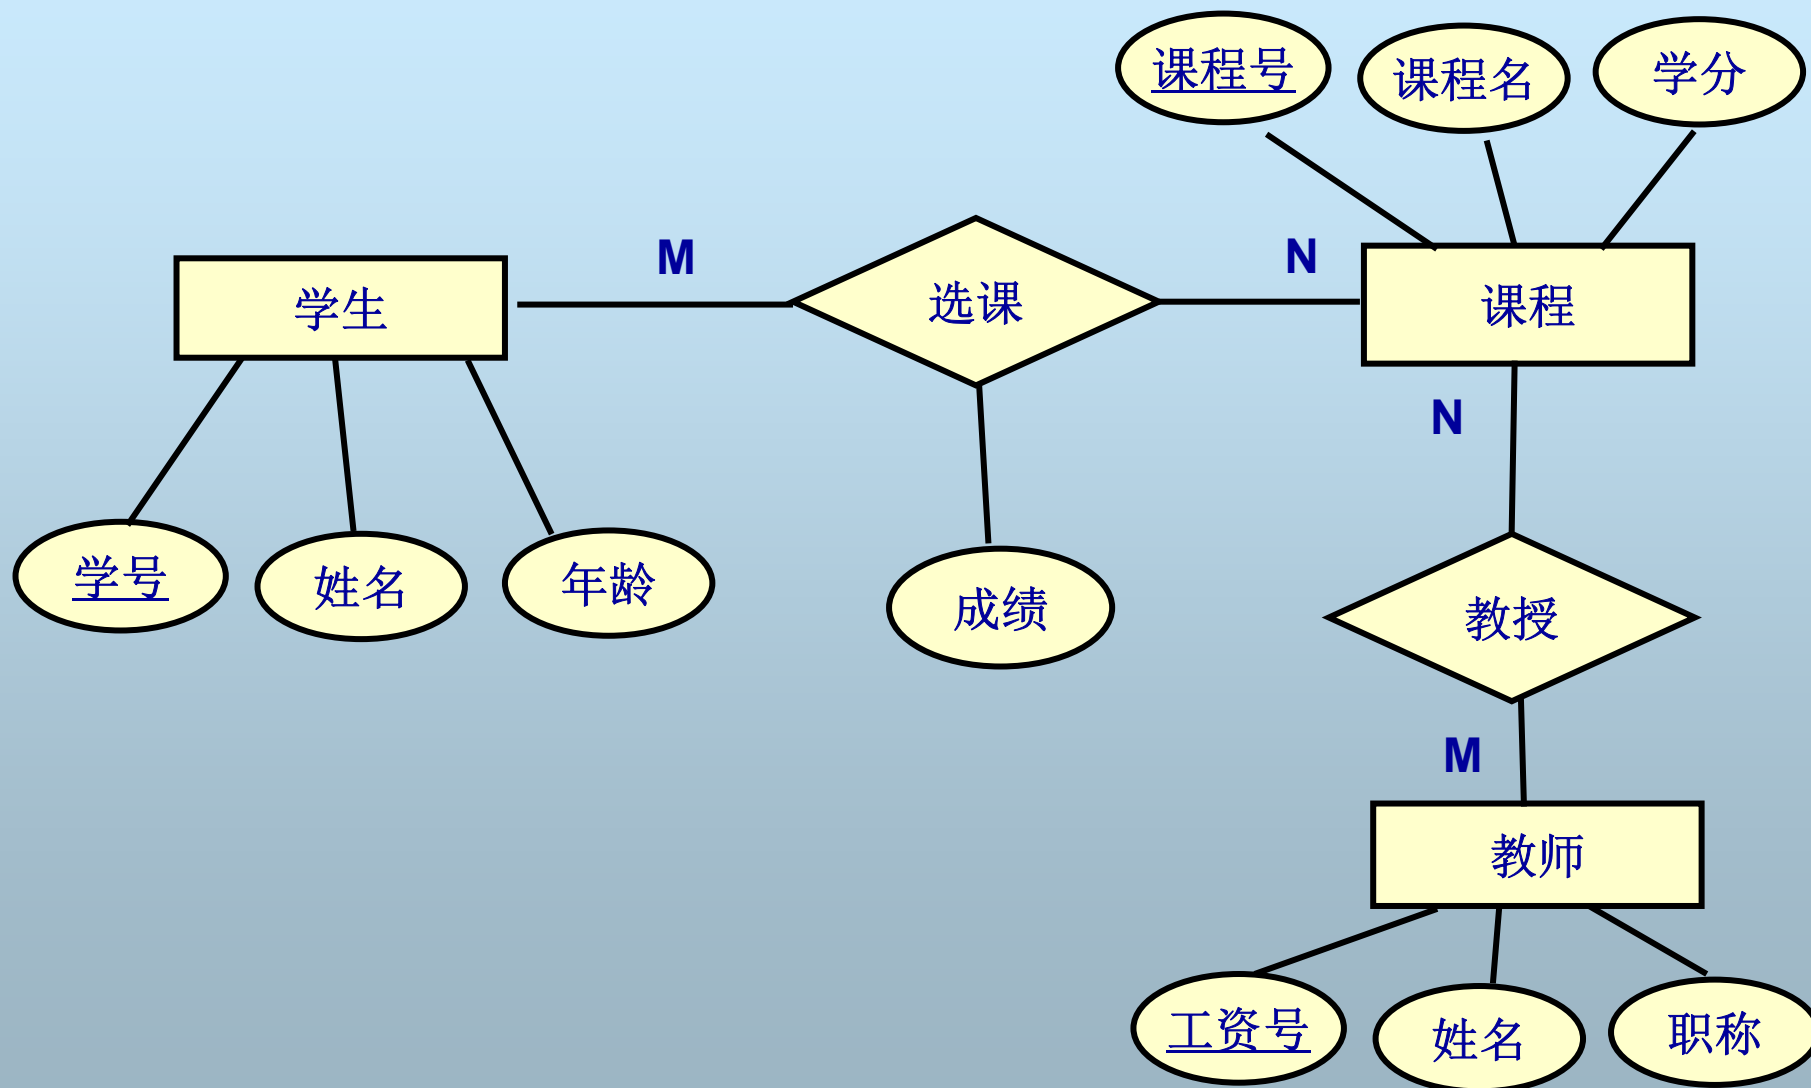 课程号
课程名
学分
M
N
学生
选课
课程
N
学号
姓名
年龄
成绩
教授
M
教师
工资号
姓名
职称